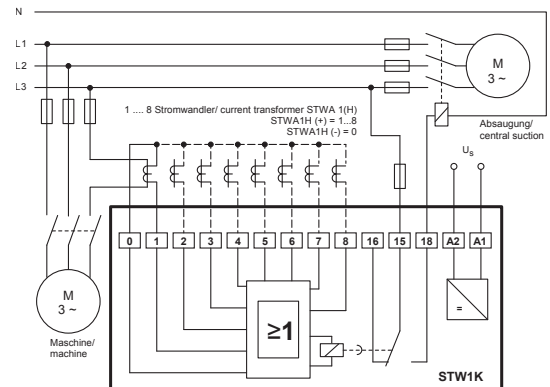 N
L1
L2
L3
M
3 ~
1 .... 8 Stromwandler/ current transformer STWA 1(H)
STWA1H (+) = 1...8
STWA1H (-) = 0
Absaugung/
central suction
Us
0 1 2 3 4 5 6 7 8 16 15 18 A2 A1
M
3 ~
Maschine/
machine
≥1
=
STW1K